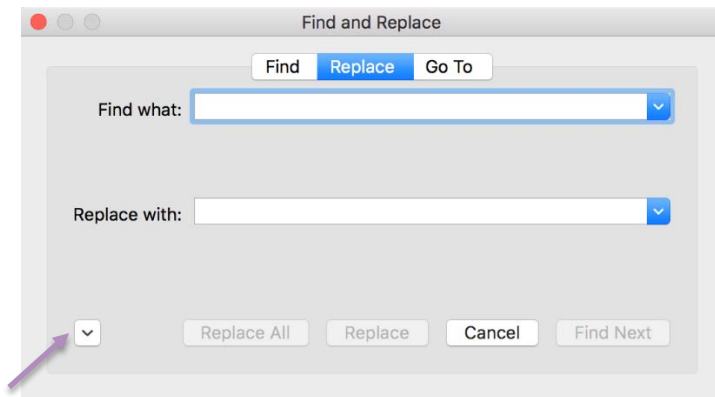 Find and Replace
Find Replace Go To
Find what:
Replace with:
Replace All Replace Cancel Find Next